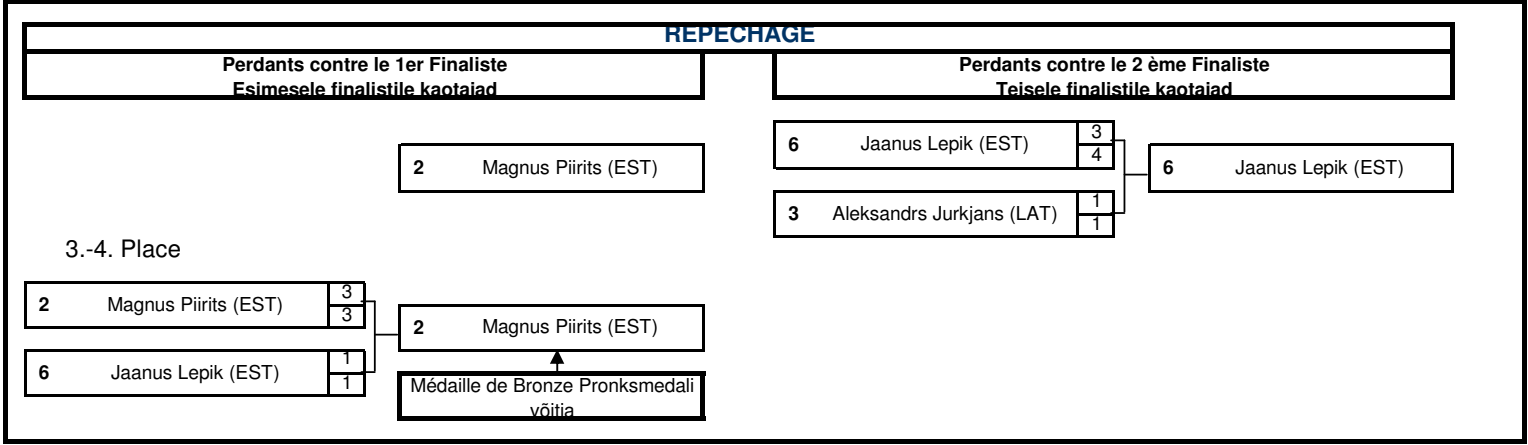 REPECHAGE
Perdants contre le 1er Finaliste
Esimesele finalistile kaotajad
Perdants contre le 2 ème Finaliste
Teisele finalistile kaotajad
2 Magnus Piirits (EST)
6 Jaanus Lepik (EST) 3 4
6 Jaanus Lepik (EST)
3 Aleksandrs Jurkjans (LAT) 1 1
3.-4. Place
2 Magnus Piirits (EST) 3 3
2 Magnus Piirits (EST)
6 Jaanus Lepik (EST) 1 1
Médaille de Bronze Pronksmedali
võitja